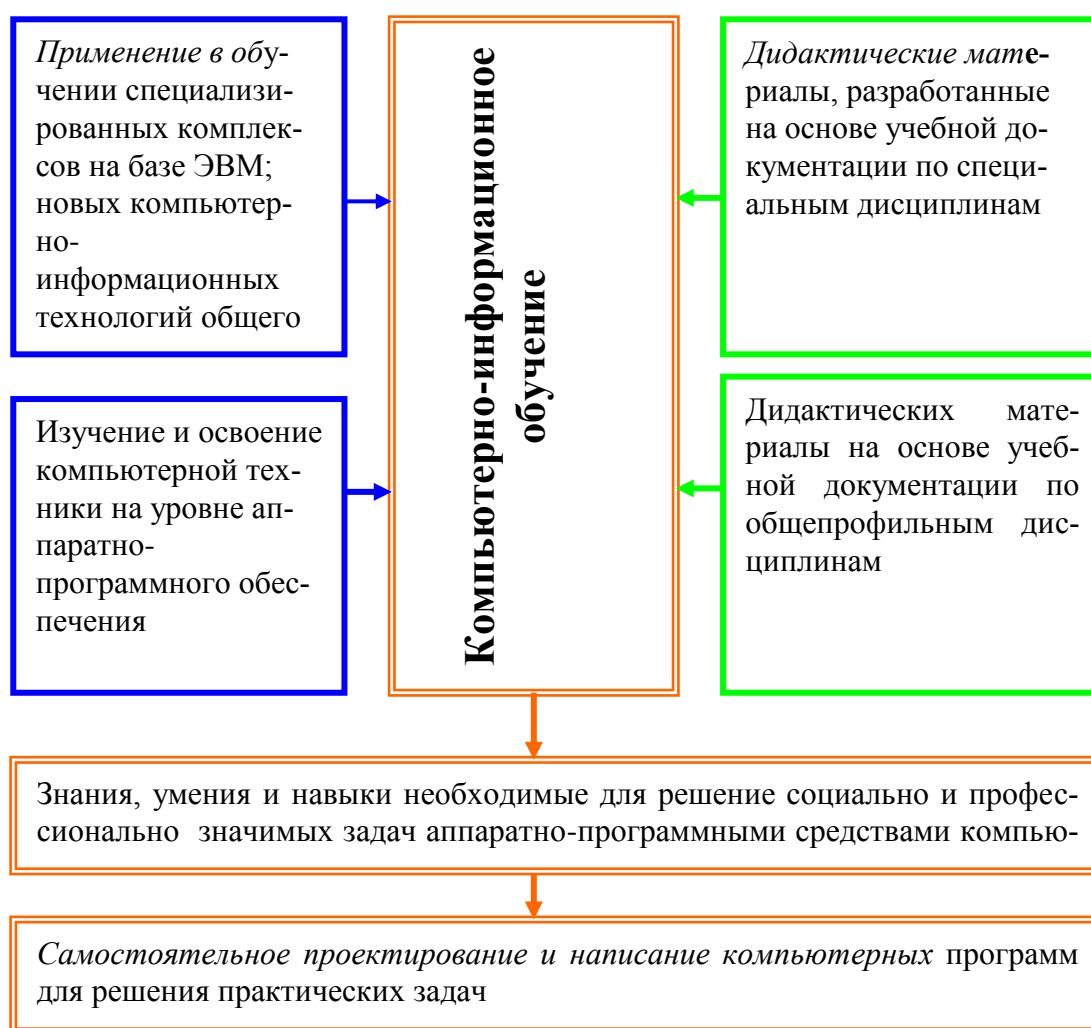 Применение в обу-
чении специализи-
рованных комплек-
сов на базе ЭВМ;
новых компьютер-
но-
информационных
технологий общего
Изучение и освоение
компьютерной тех-
ники на уровне ап-
паратно-
программного обес-
печения
Компьютерно-информационное
обучение
Дидактические мате-
риалы, разработанные
на основе учебной до-
кументации по специ-
альным дисциплинам
Дидактических мате-
риалы на основе учеб-
ной документации по
общепрофильным дис-
циплинам
Знания, умения и навыки необходимые для решение социально и профес-
сионально значимых задач аппаратно-программными средствами компью-
Самостоятельное проектирование и написание компьютерных программ
для решения практических задач